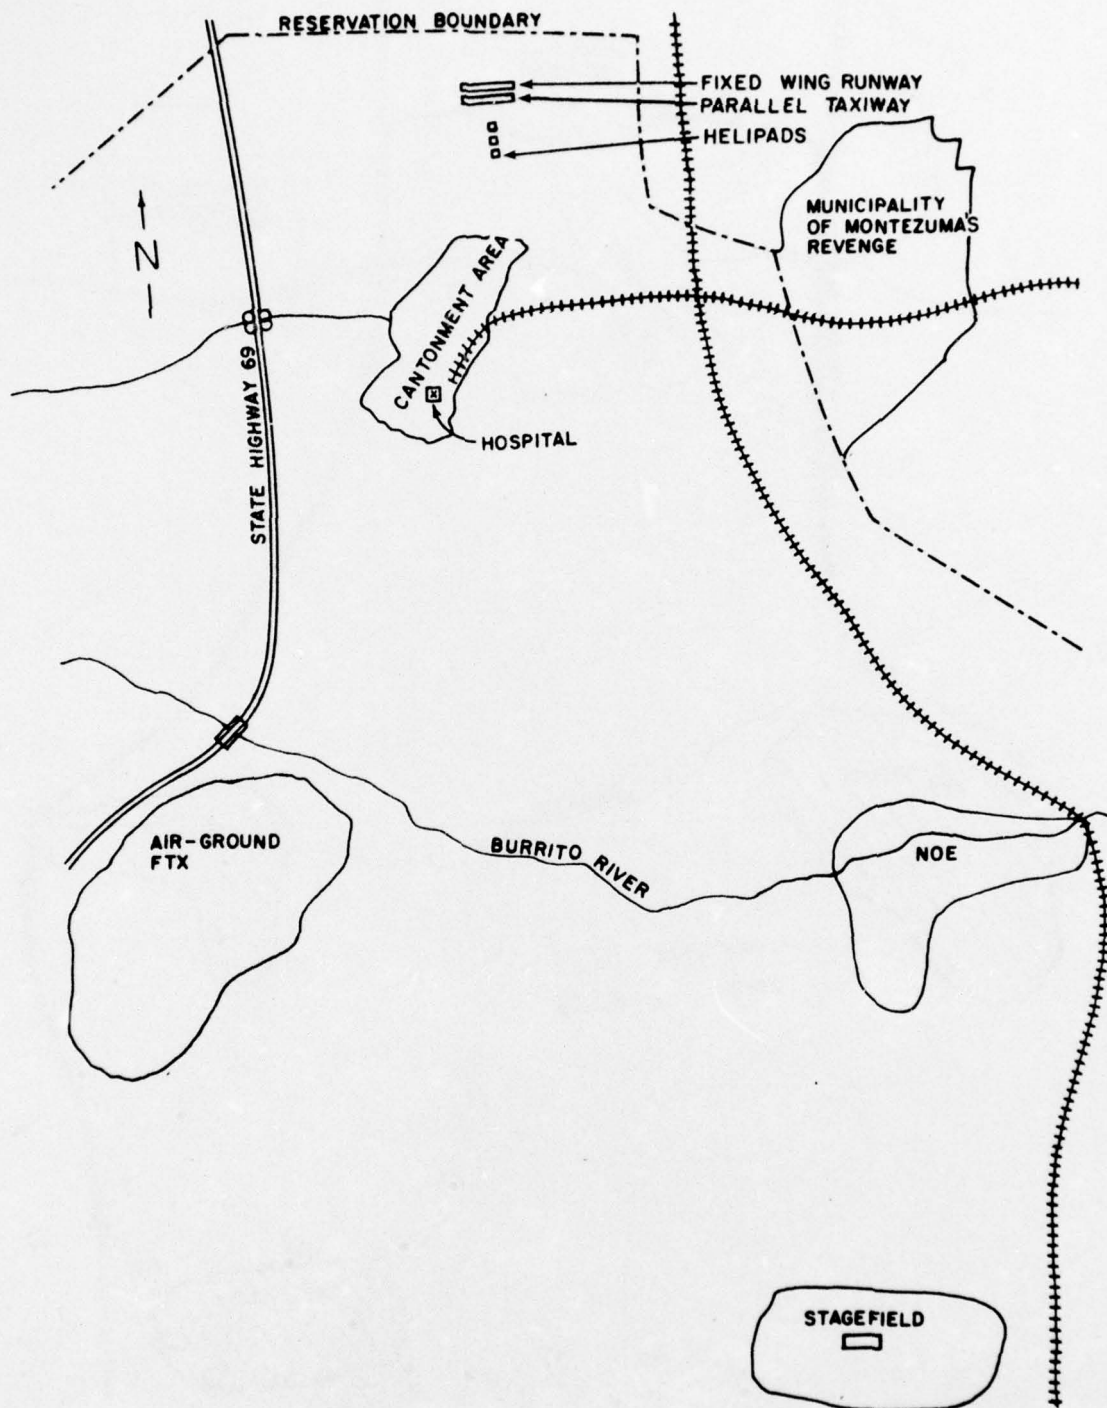 RESERVATION BOUNDARY
FIXED WING RUNWAY
PARALLEL TAXIWAY
HELIPADS
MUNICIPALITY
OF MONTEZUMA'S
REVENGE
N
CANTONMENT AREA
STATE HIGHWAY 69
x
HOSPITAL
AIR-GROUND
FTX
BURRITO RIVER
NOE
STAGEFIELD